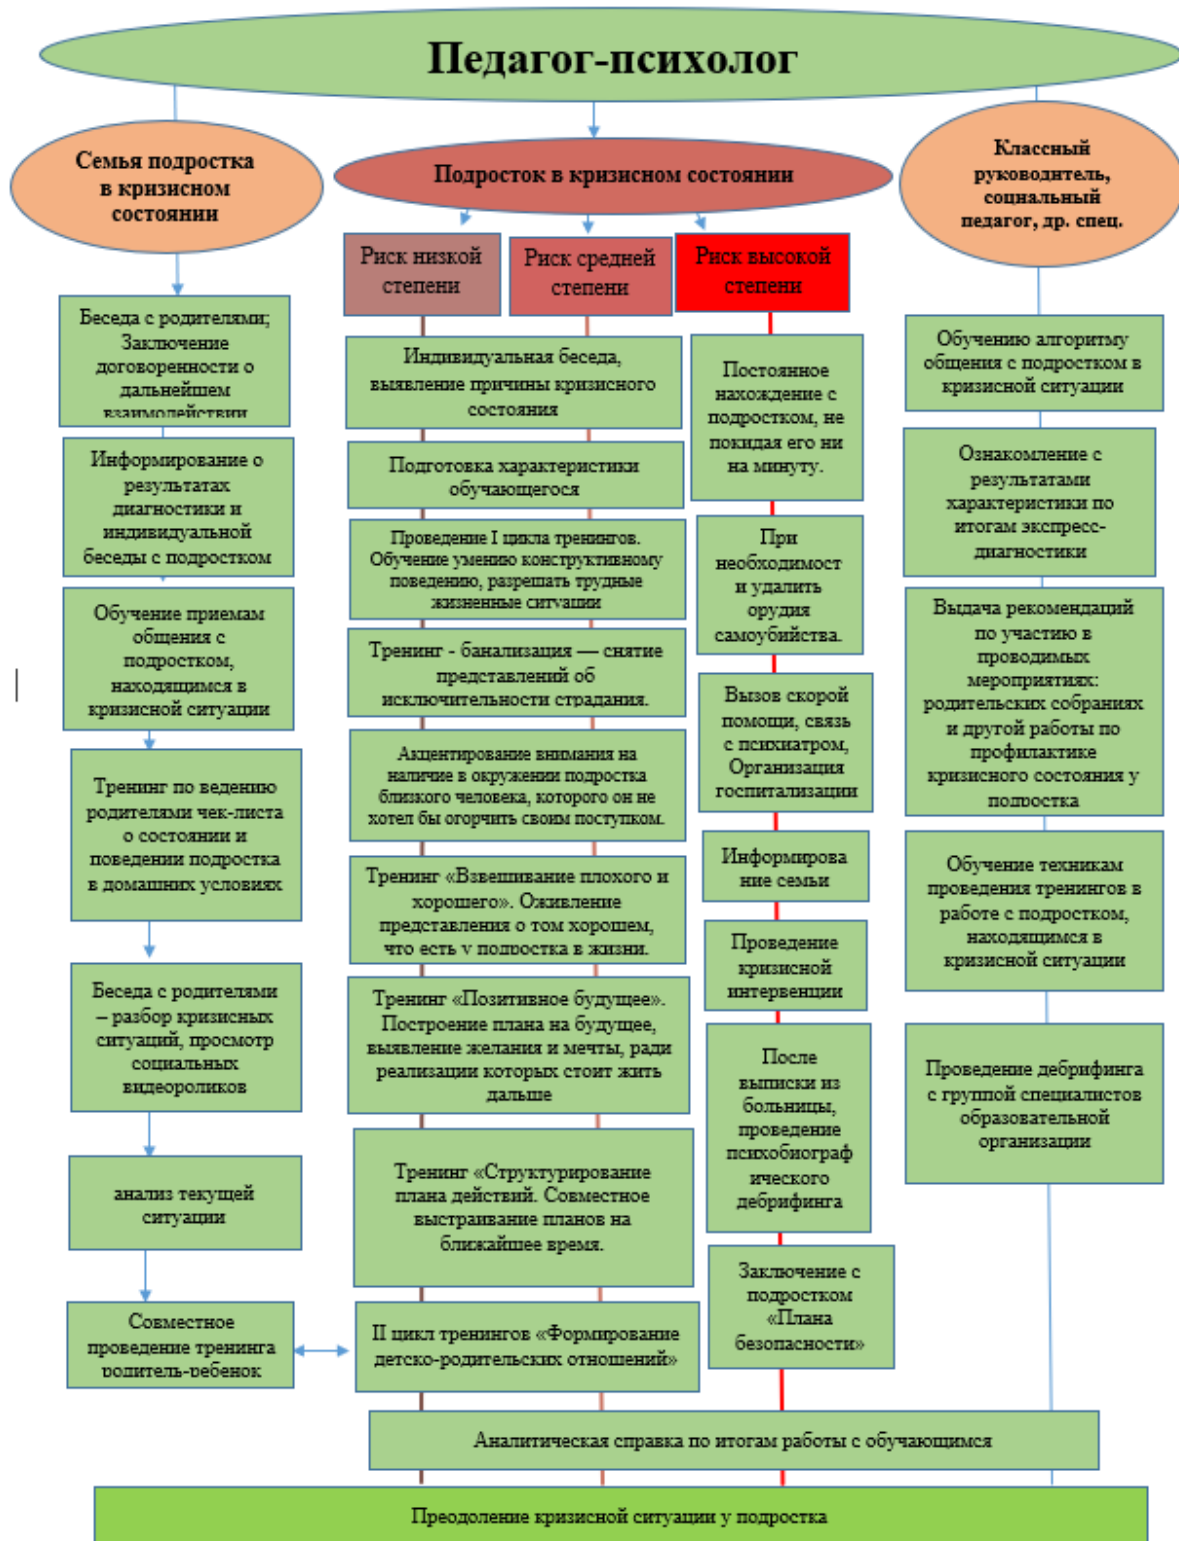 Педагог-психолог
Семья подростка
в кризисном
состоянии
Беседа с родителями;
Заключение
договоренности о
дальнейшем
взаимодействии
Информирование о
результатах
диагностики и
индивидуальной
беседы с подростком
Обучение приемам
общения с
подростком,
находящимся в
кризисной ситуации
Тренинг по ведению
родителями чек-листа
о состоянии и
поведении подростка
в домашних условиях
Беседа с родителями
– разбор кризисных
ситуаций, просмотр
социальных
видеороликов
анализ текущей
ситуации
Совместное
проведение тренинга
родитель-ребенок
Подросток в кризисном состоянии
Риск низкой
степени
Риск средней
степени
Риск высокой
степени
Индивидуальная беседа,
выявление причины кризисного
состояния
Подготовка характеристики
обучающегося
Проведение I цикла тренингов.
Обучение умению конструктивному
поведению, разрешать трудные
жизненные ситуации
Тренинг - банализация — снятие
представлений об
исключительности страдания.
Акцентирование внимания на
наличие в окружении подростка
близкого человека, которого он не
хотел бы огорчить своим поступком.
Тренинг «Взвешивание плохого и
хорошего». Оживление
представления о том хорошем,
что есть у подростка в жизни.
Тренинг «Позитивное будущее».
Построение плана на будущее,
выявление желания и мечты, ради
реализации которых стоит жить
дальше
Тренинг «Структурирование
плана действий. Совместное
выстраивание планов на
ближайшее время.
II цикл тренингов «Формирование
детско-родительских отношений»
Постоянное
нахождение с
подростком, не
покидая его ни
на минуту.
При
необходимост
и удалить
орудия
самоубийства.
Вызов скорой
помощи, связь
с психиатром,
Организация
госпитализации
Информирова
ние семьи
Проведение
кризисной
интервенции
После
выписки из
больницы,
проведение
психобиограф
ического
дебрифинга
Заключение с
подростком
«Плана
безопасности»
Классный
руководитель,
социальный
педагог, др. спец.
Обучению алгоритму
общения с подростком в
кризисной ситуации
Ознакомление с
результатами
характеристики по
итогам экспресс-
диагностики
Выдача рекомендаций
по участию в
проводимых
мероприятиях:
родительских собраниях
и другой работы по
профилактике
кризисного состояния у
подростка
Обучение техникам
проведения тренингов в
работе с подростком,
находящимся в
кризисной ситуации
Проведение дебрифинга
с группой специалистов
образовательной
организации
Аналитическая справка по итогам работы с обучающимся
Преодоление кризисной ситуации у подростка